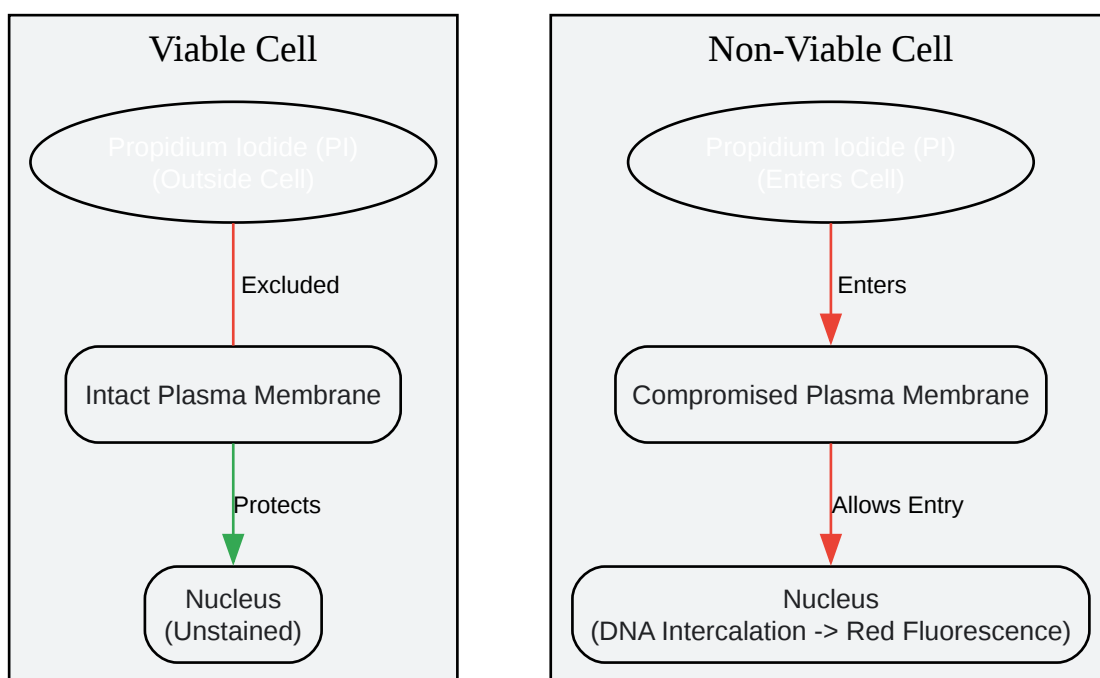 Viable Cell
Propidium Iodide (PI)
(Outside Cell)
Excluded
Intact Plasma Membrane
Protects
Nucleus
(Unstained)
Non-Viable Cell
Propidium Iodide (PI)
(Enters Cell)
Enters
Compromised Plasma Membrane
Allows Entry
Nucleus
(DNA Intercalation -> Red Fluorescence)